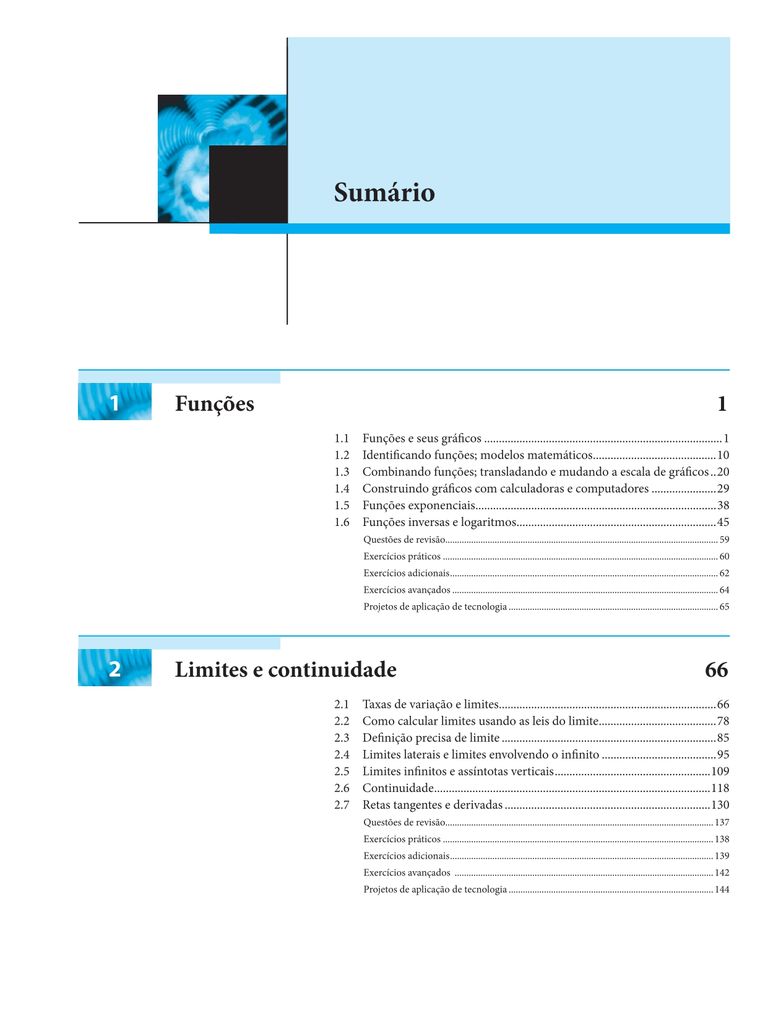 Sumário
1 Funções 1
1.1 Funções e seus gráficos ................................................................................. 1
1.2 Identificando funções; modelos matemáticos.......................................... 10
1.3 Combinando funções; transladando e mudando a escala de gráficos .. 20
1.4 Construindo gráficos com calculadoras e computadores ...................... 29
1.5 Funções exponenciais.................................................................................. 38
1.6 Funções inversas e logaritmos.................................................................... 45
Questões de revisão............................................................................................................. 59
Exercícios práticos .............................................................................................................. 60
Exercícios adicionais........................................................................................................... 62
Exercícios avançados .......................................................................................................... 64
Projetos de aplicação de tecnologia .................................................................................... 65
2 Limites e continuidade 66
2.1 Taxas de variação e limites.......................................................................... 66
2.2 Como calcular limites usando as leis do limite........................................ 78
2.3 Definição precisa de limite ......................................................................... 85
2.4 Limites laterais e limites envolvendo o infinito ....................................... 95
2.5 Limites infinitos e assíntotas verticais ..................................................... 109
2.6 Continuidade.............................................................................................. 118
2.7 Retas tangentes e derivadas ...................................................................... 130
Questões de revisão........................................................................................................... 137
Exercícios práticos ............................................................................................................ 138
Exercícios adicionais......................................................................................................... 139
Exercícios avançados ........................................................................................................ 142
Projetos de aplicação de tecnologia .................................................................................. 144